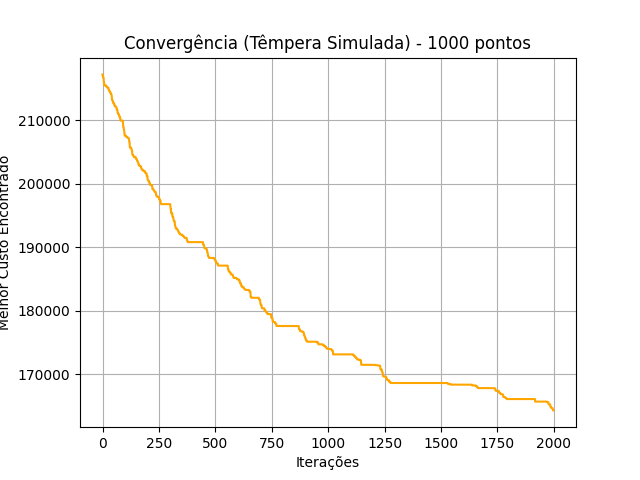 Convergência (Têmpera Simulada) - 1000 pontos
Melhor Custo Encontrado
210000
200000
190000
180000
170000
0 250 500 750 1000 1250 1500 1750 2000
Iterações